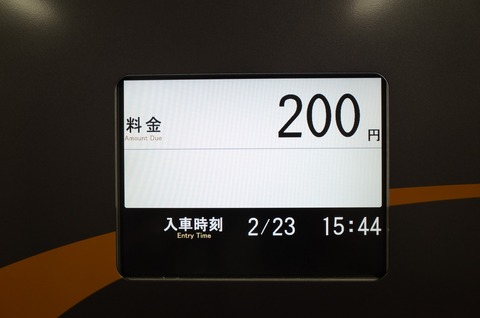 料金 200 円
Amount Due
入車時刻 2/23 15:44
Entry Time